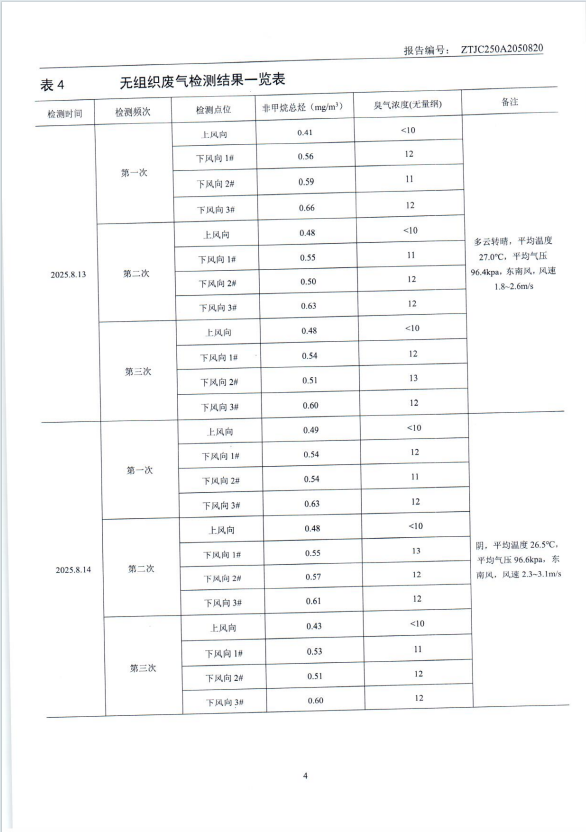 报告编号： ZTJC250A2050820
表 4 无组织废气检测结果一览表
检测时间 检测频次 检测点位 非甲烷总烃（mg/m³） 臭气浓度(无量纲) 备注
2025.8.13 第一次 上风向 0.41 <10
下风向 1# 0.56 12
下风向 2# 0.59 11
下风向 3# 0.66 12
第二次 上风向 0.48 <10
下风向 1# 0.55 11
下风向 2# 0.50 12
下风向 3# 0.63 12
第三次 上风向 0.48 <10
下风向 1# 0.54 12
下风向 2# 0.51 13
下风向 3# 0.60 12
多云转晴，平均温度
27.0℃，平均气压
96.4kpa，东南风，风速
1.8~2.6m/s
2025.8.14 第一次 上风向 0.49 <10
下风向 1# 0.54 12
下风向 2# 0.54 11
下风向 3# 0.63 12
第二次 上风向 0.48 <10
下风向 1# 0.55 13
下风向 2# 0.57 12
下风向 3# 0.61 12
第三次 上风向 0.43 <10
下风向 1# 0.53 11
下风向 2# 0.51 12
下风向 3# 0.60 12
阴，平均温度 26.5℃，
平均气压 96.6kpa，东
南风，风速 2.3~3.1m/s
4